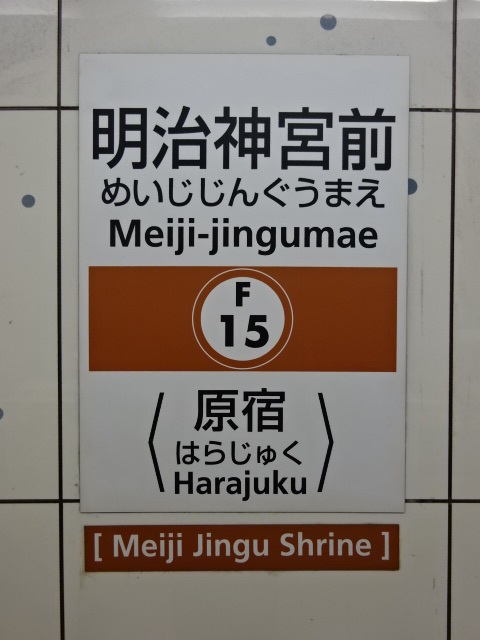 明治神宮前
めいじじんぐうまえ
Meiji-jingumae
F
15
〈原宿〉
はらじゅく
Harajuku
[ Meiji Jingu Shrine ]